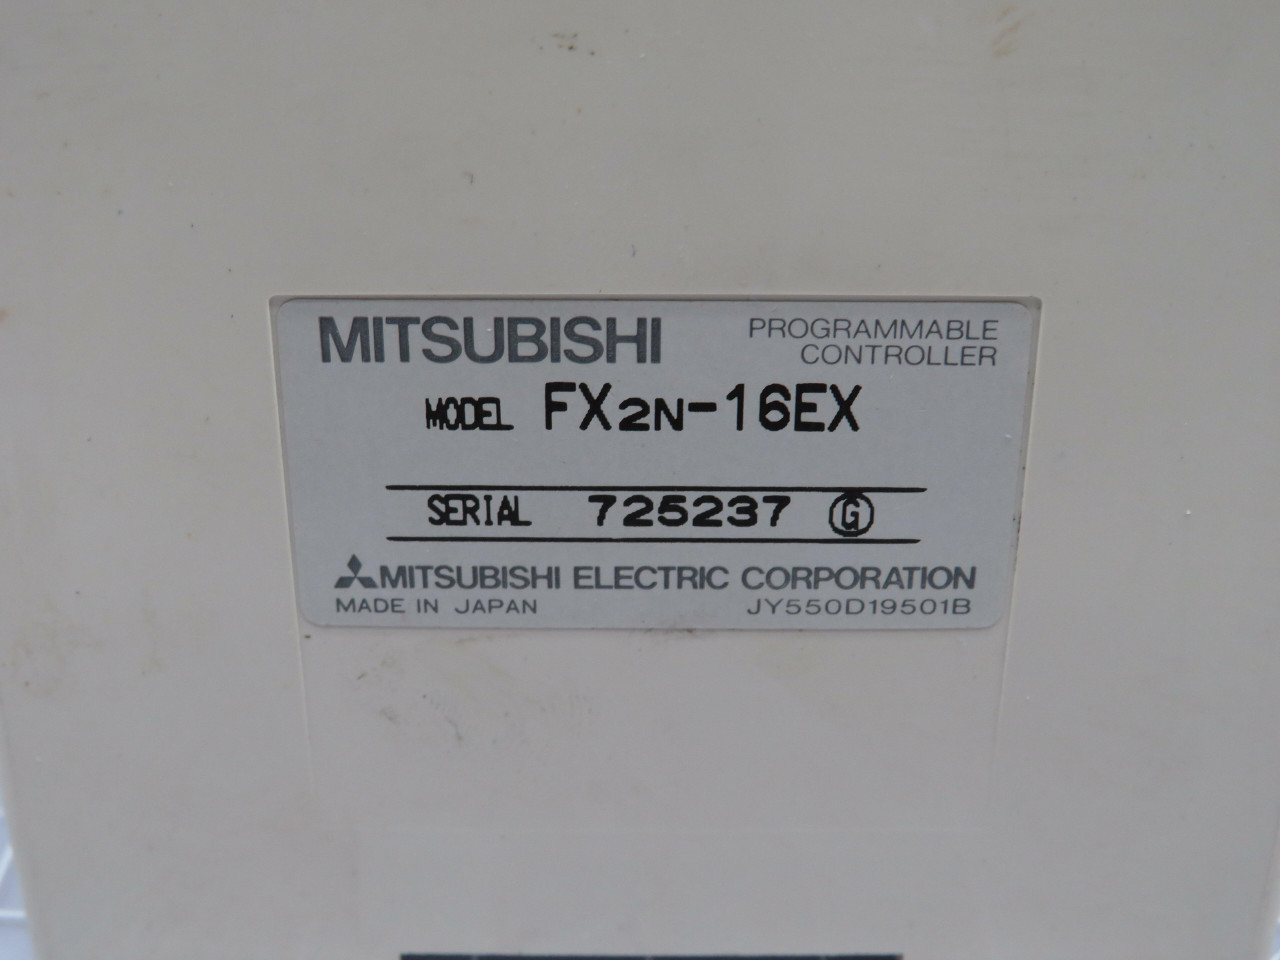 MITSUBISHI PROGRAMMABLE CONTROLLER
MODEL FX2N-16EX
SERIAL 725237 G
MITSUBISHI ELECTRIC CORPORATION
MADE IN JAPAN JY550D19501B